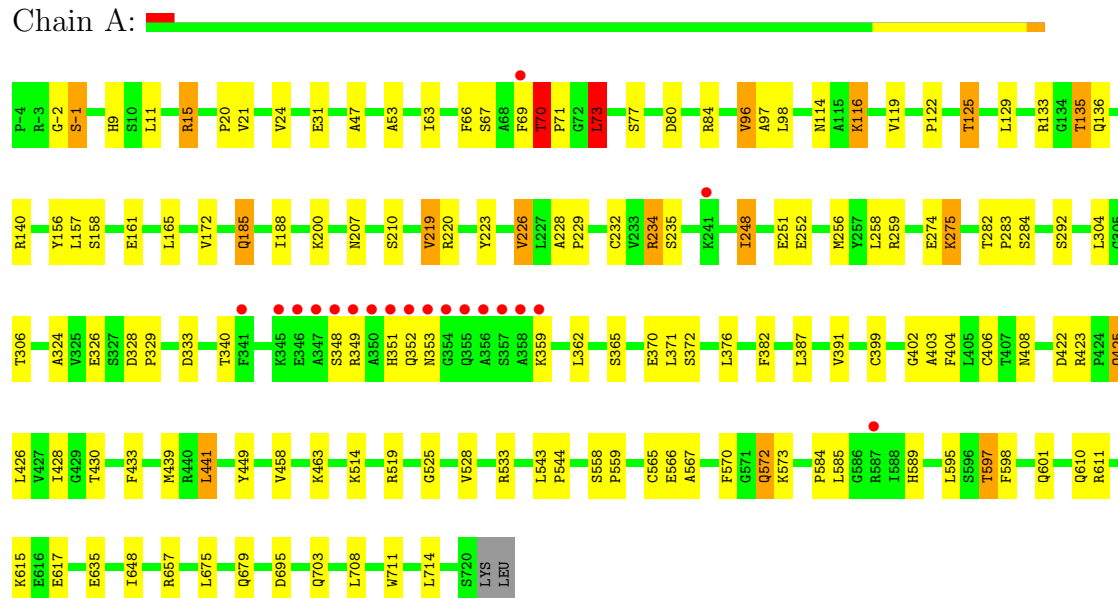 Chain A:
P-4 R-3 G-2 S-1 H9 S10 L11 R15 P20 V21 V24 E31 A47 A53 I63 F66 S67 A68 F69 T70 P71 G72 L73 S77 D80 R84 V96 A97 L98 N114 A115 K116 V119 P122 T125 L129 R133 G134 T135 Q136
R140 Y156 L157 S158 E161 L165 V172 Q185 I188 K200 N207 S210 V219 R220 Y223 V226 L227 A228 P229 C232 V233 R234 S235 K241 I248 E251 E252 M256 Y257 L258 R259 E274 K275 T282 P283 S284 S292 L304 G305
T306 A324 V325 E326 S327 D328 P329 D333 T340 F341 K345 E346 A347 S348 R349 A350 H351 Q352 N353 G354 Q355 A356 S357 A358 K359 L362 S365 E370 L371 S372 L376 F382 L387 V391 C399 G402 A403 F404 L405 C406 T407 N408 D422 R423 P424 Q425
L426 V427 I428 G429 T430 F433 M439 R440 L441 Y449 V458 K463 K514 R519 G525 V528 R533 L543 P544 S558 P559 C565 E566 A567 F570 G571 Q572 K573 P584 L585 G586 R587 I588 H589 L595 S596 T597 F598 Q601 Q610 R611
K615 E616 E617 E635 I648 R657 L675 Q679 D695 Q703 L708 W711 L714 S720 LYS LEU